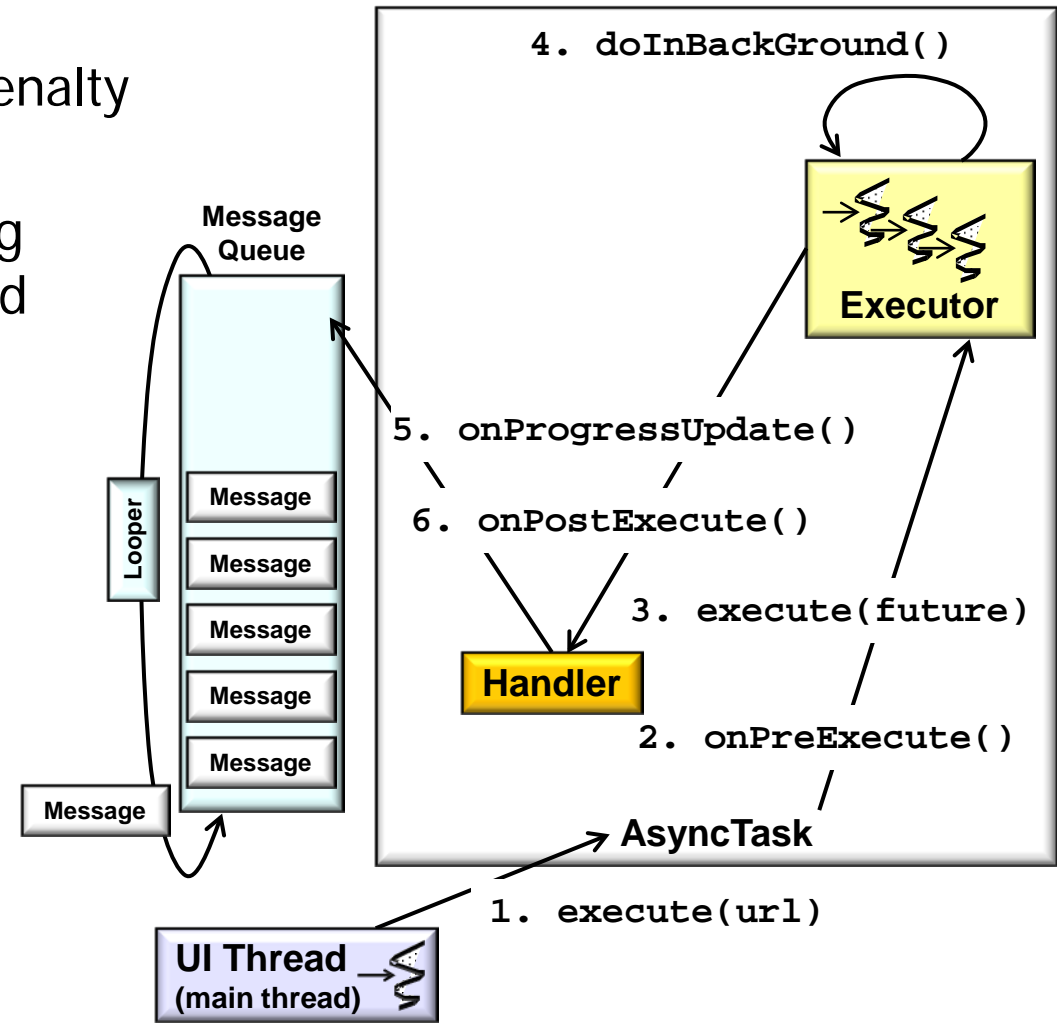 enalty
g
d
4. doInBackGround()
Executor
Message
Queue
Looper
Message
Message
Message
Message
Message
Message
5. onProgressUpdate()
6. onPostExecute()
3. execute(future)
Handler
2. onPreExecute()
AsyncTask
1. execute(url)
UI Thread
(main thread)